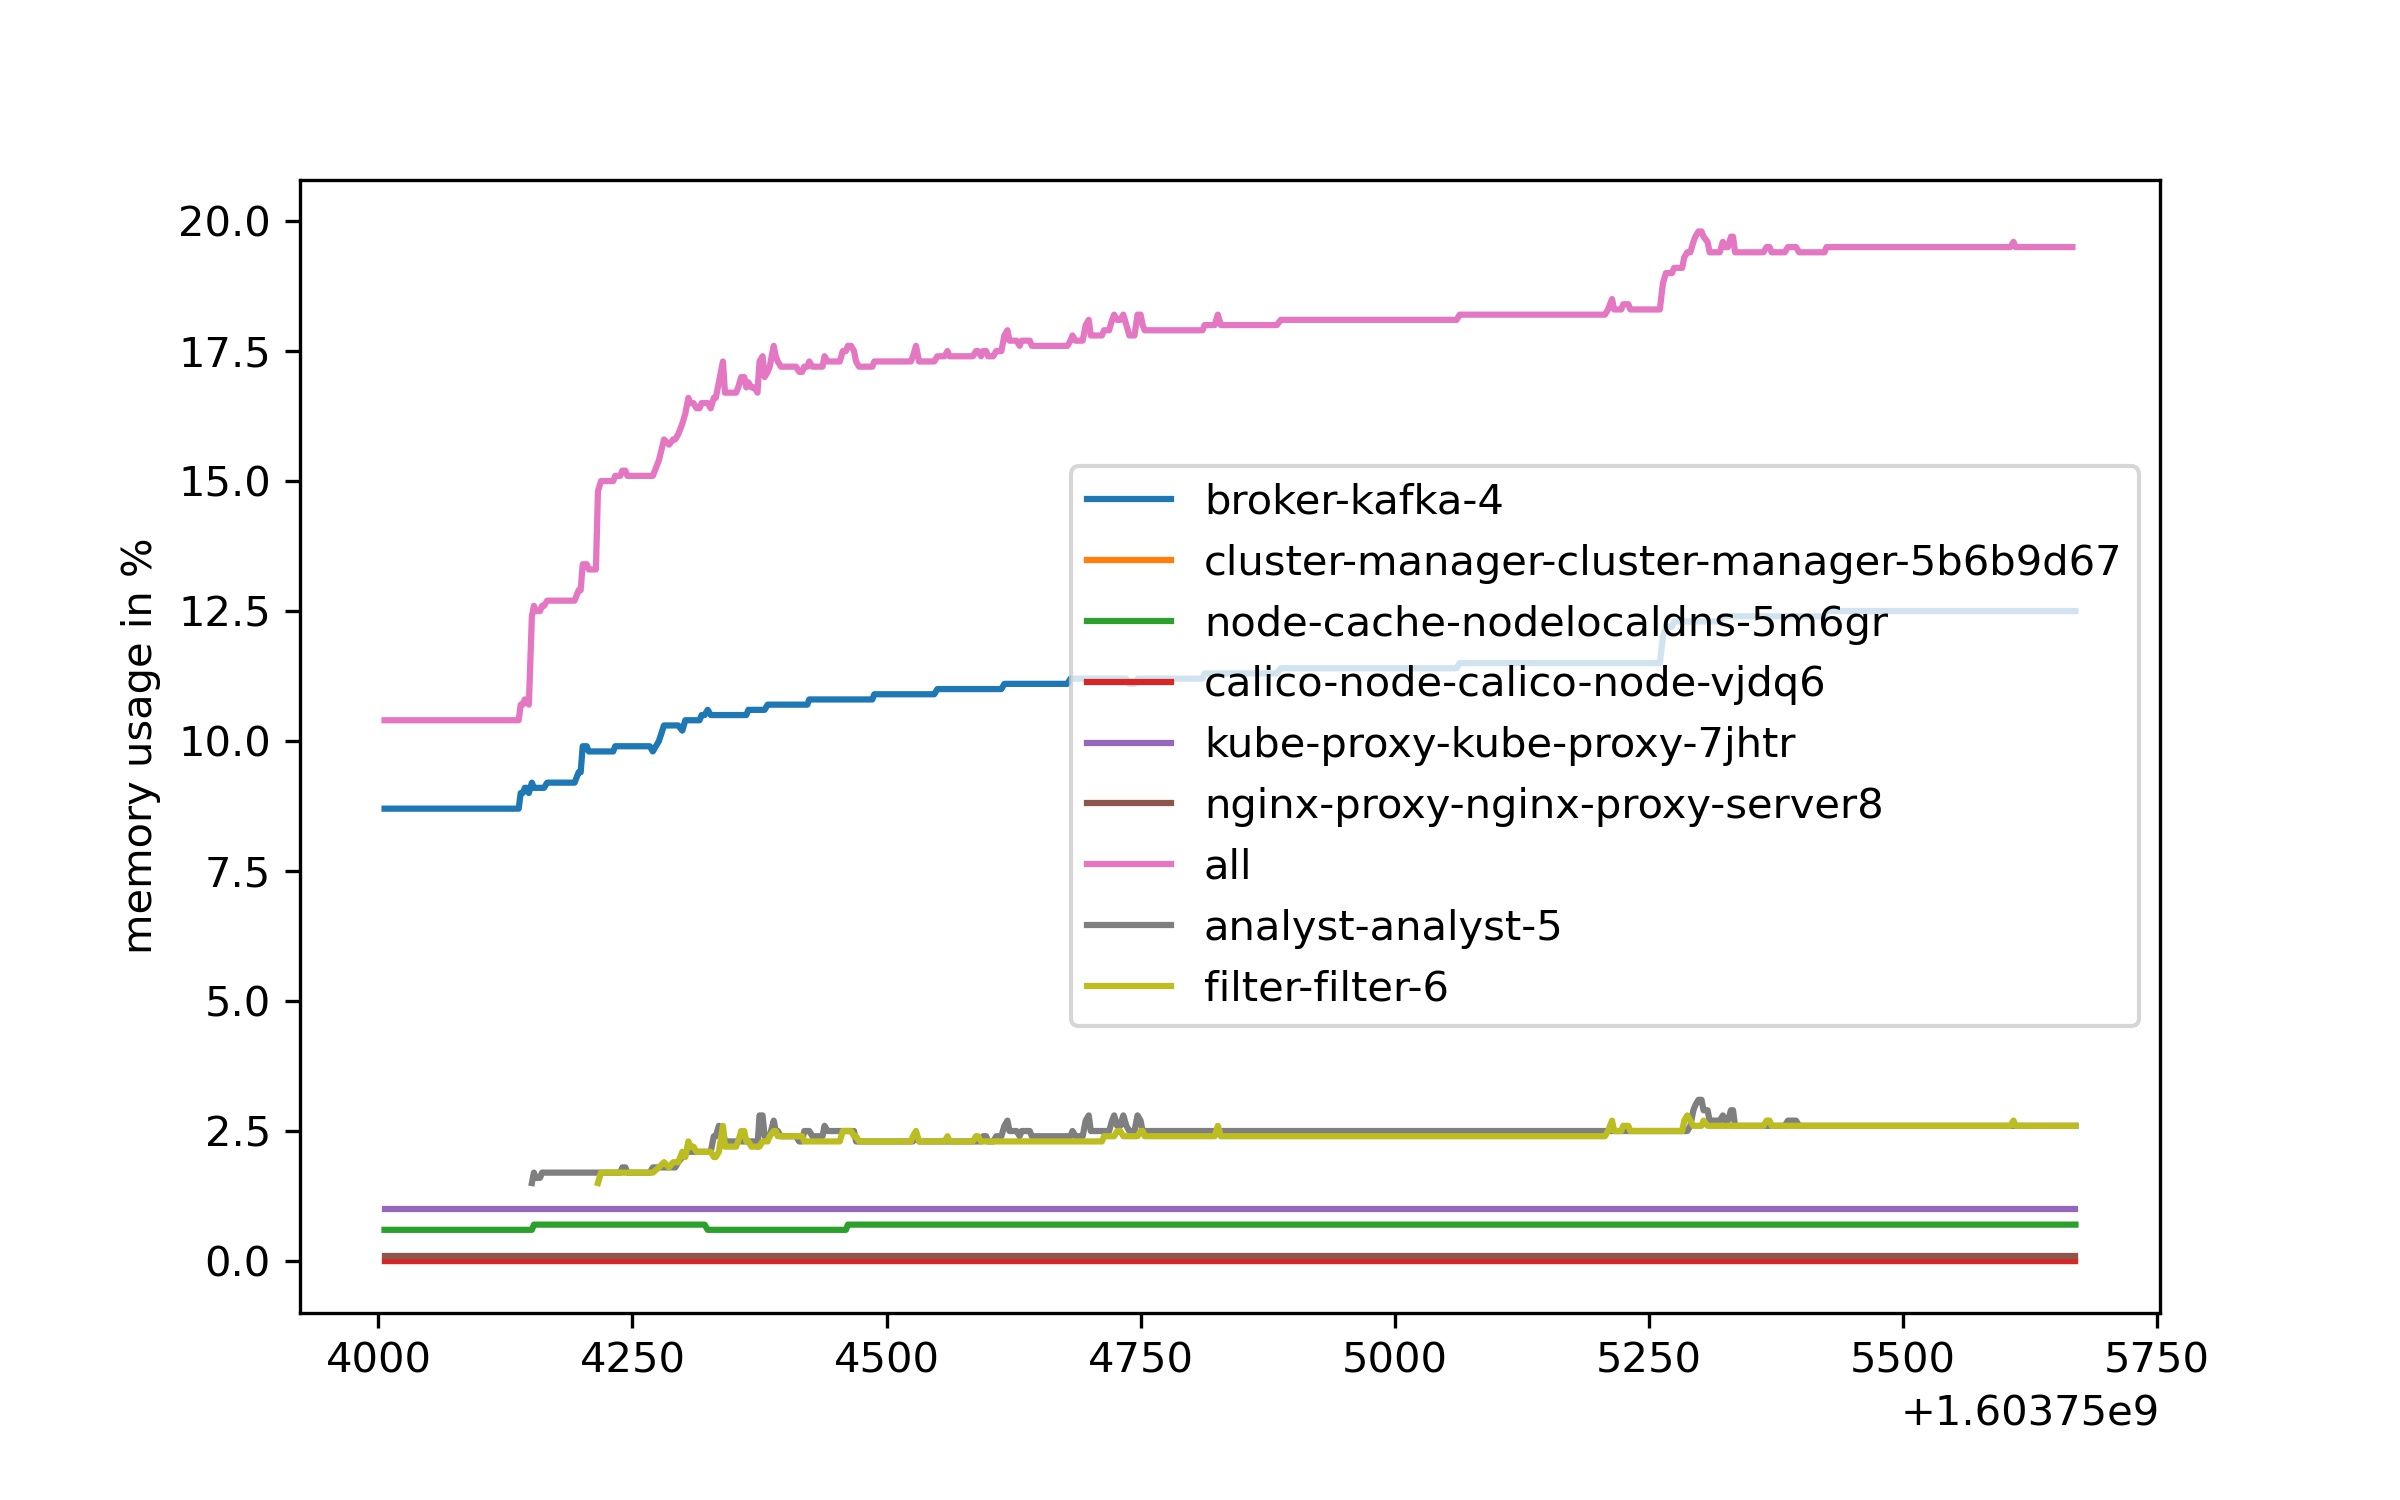 20.0
17.5
15.0
12.5
10.0
7.5
5.0
2.5
0.0
memory usage in %
broker-kafka-4
cluster-manager-cluster-manager-5b6b9d67
node-cache-nodelocaldns-5m6gr
calico-node-calico-node-vjdq6
kube-proxy-kube-proxy-7jhtr
nginx-proxy-nginx-proxy-server8
all
analyst-analyst-5
filter-filter-6
4000 4250 4500 4750 5000 5250 5500 5750
+1.60375e9